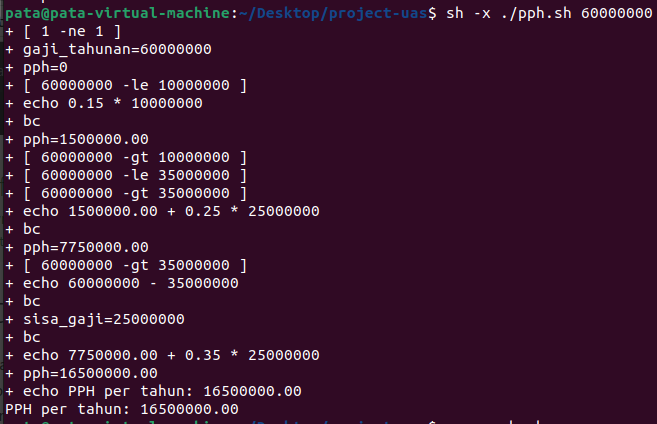 pata@pata-virtual-machine:~/Desktop/project-uas$ sh -x ./pph.sh 60000000
+ [ 1 -ne 1 ]
+ gaji_tahunan=60000000
+ pph=0
+ [ 60000000 -le 10000000 ]
+ echo 0.15 * 10000000
+ bc
+ pph=1500000.00
+ [ 60000000 -gt 10000000 ]
+ [ 60000000 -le 35000000 ]
+ [ 60000000 -gt 35000000 ]
+ echo 1500000.00 + 0.25 * 25000000
+ bc
+ pph=7750000.00
+ [ 60000000 -gt 35000000 ]
+ echo 60000000 - 35000000
+ bc
+ sisa_gaji=25000000
+ bc
+ echo 7750000.00 + 0.35 * 25000000
+ pph=16500000.00
+ echo PPH per tahun: 16500000.00
PPH per tahun: 16500000.00